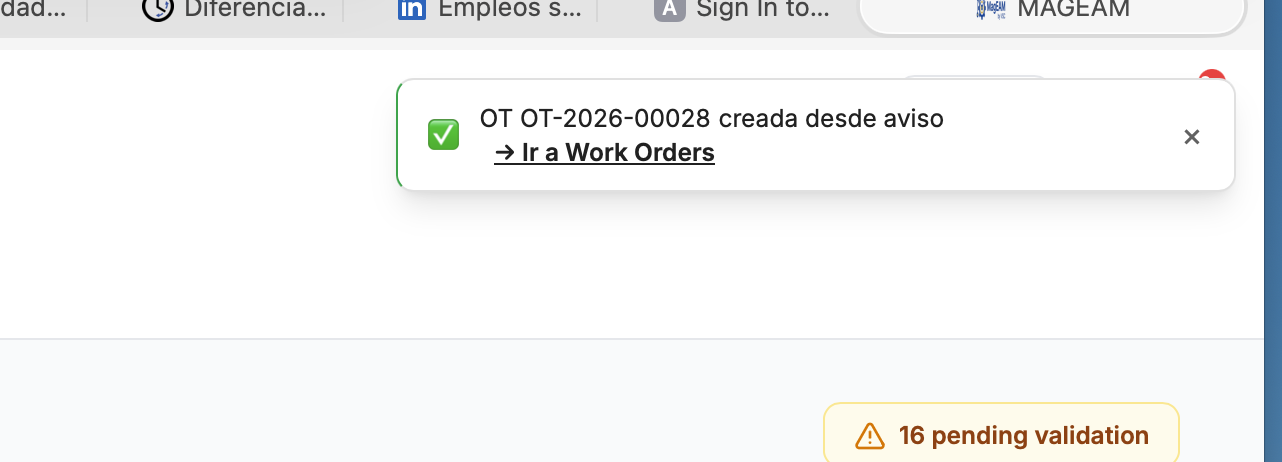 dad... Diferencia... in Empleos s... A Sign In to... MAGEAM
OT OT-2026-00028 creada desde aviso
→ Ir a Work Orders
16 pending validation